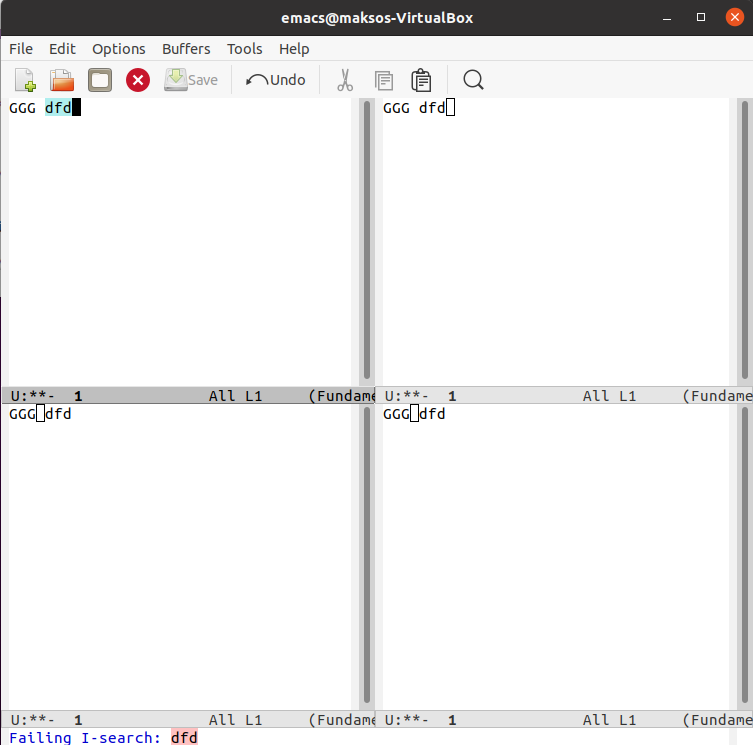 emacs@maksos-VirtualBox
File Edit Options Buffers Tools Help
Save Undo
GGG dfd GGG dfd
U:**- 1 All L1 (Fundame U:**- 1 All L1 (Fundame
GGG dfd GGG dfd
U:**- 1 All L1 (Fundame U:**- 1 All L1 (Fundame
Failing I-search: dfd